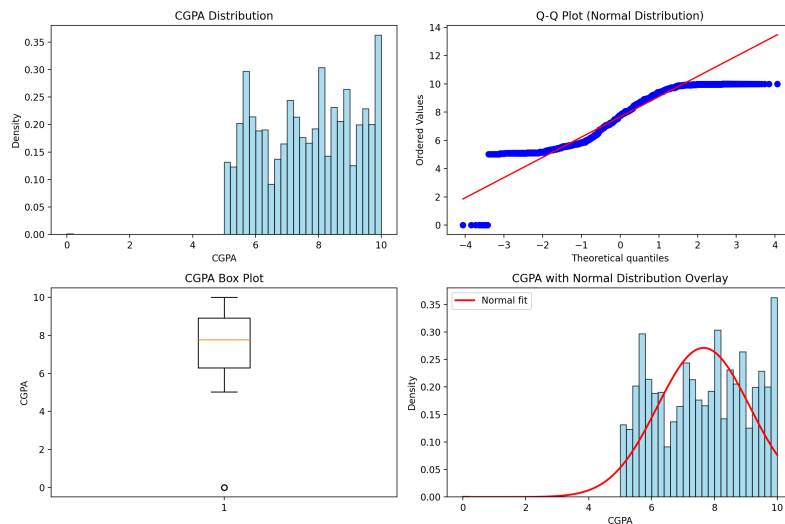 CGPA Distribution
Density
0.35
0.30
0.25
0.20
0.15
0.10
0.05
0.00
0 2 4 6 8 10
CGPA
Q-Q Plot (Normal Distribution)
Ordered Values
14
12
10
8
6
4
2
0
−4 −3 −2 −1 0 1 2 3 4
Theoretical quantiles
CGPA Box Plot
CGPA
10
8
6
4
2
0
1
CGPA with Normal Distribution Overlay
Normal fit
Density
0.35
0.30
0.25
0.20
0.15
0.10
0.05
0.00
0 2 4 6 8 10
CGPA